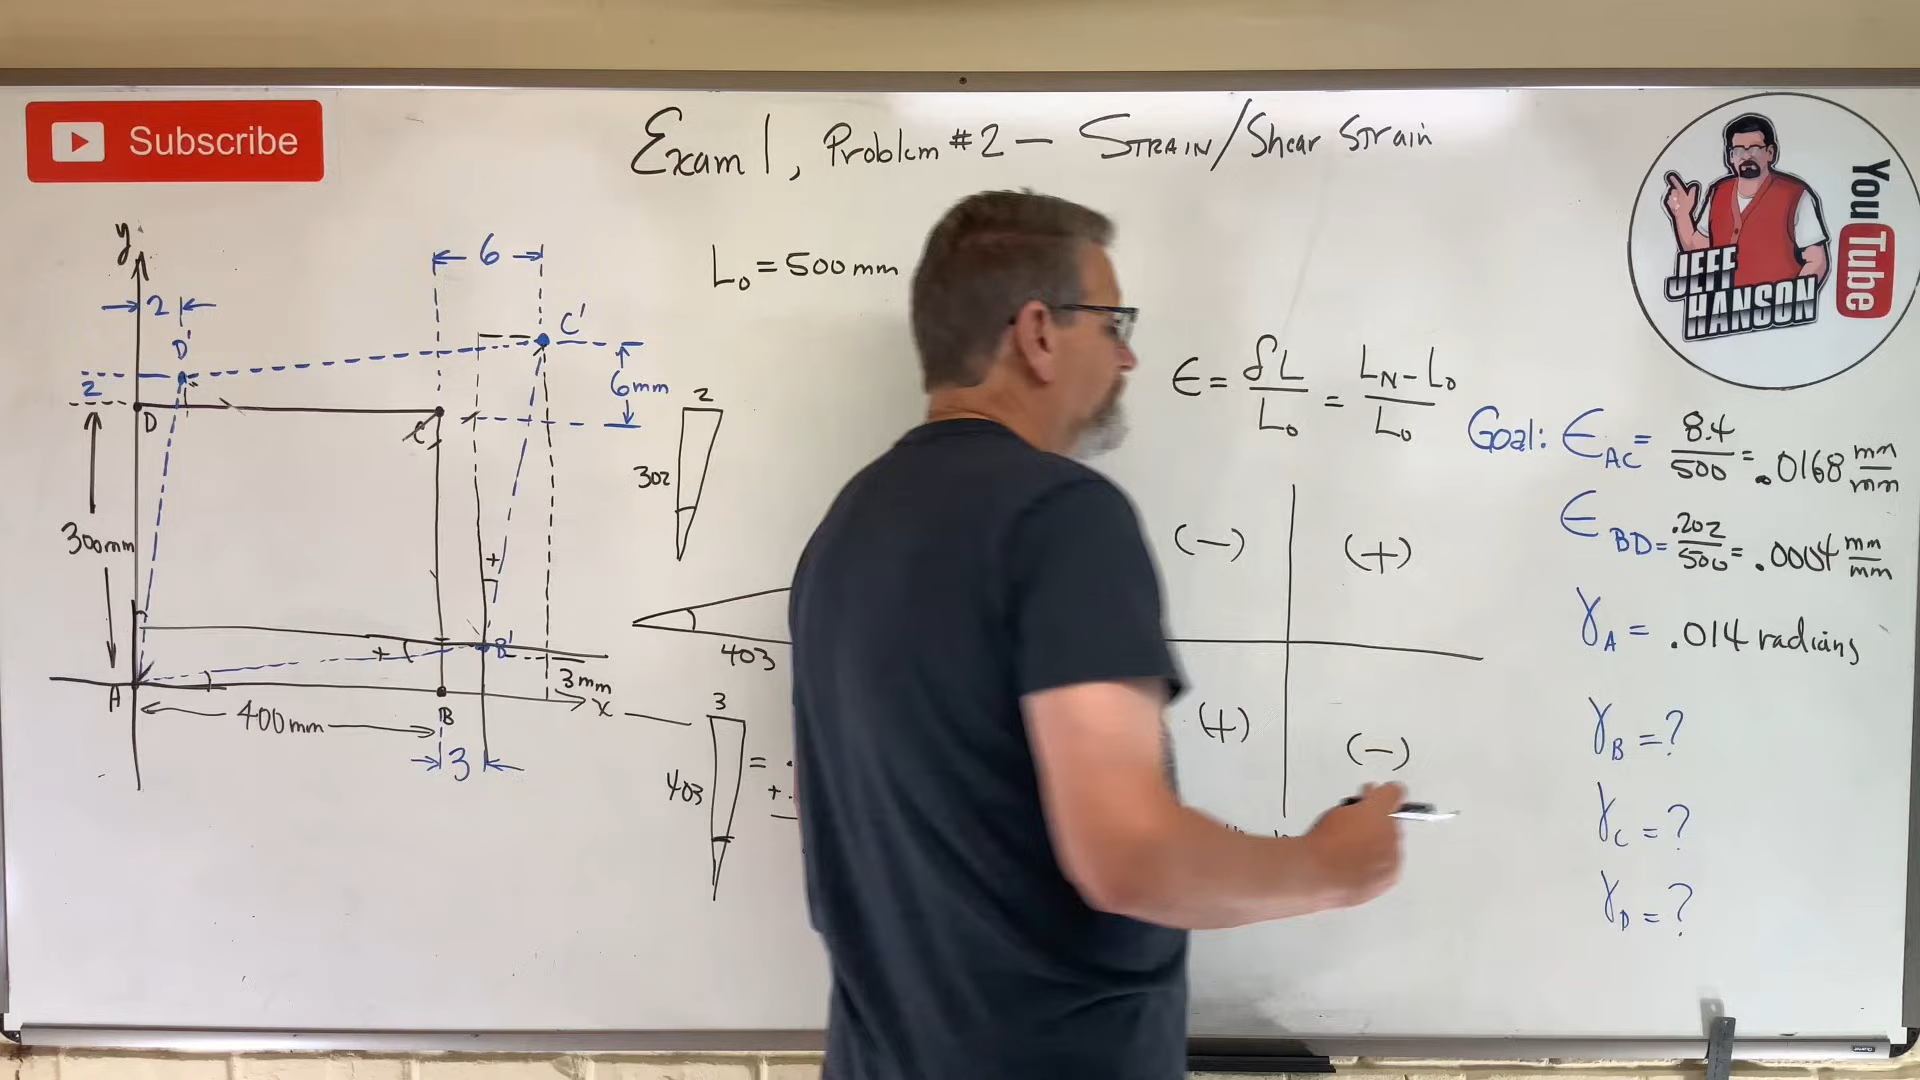 Subscribe
Exam 1, Problem #2 — STRAIN/Shear Strain
YouTube
JEFF
HANSON
L₀ = 500 mm
y
6
2
D'
C'
2
6mm
D
C
300mm
+
+
B'
3mm
A
x
400mm
B
3
2
302
403
3
403
=
+
ϵ = δL/L₀ = (L_N - L₀)/L₀
(-)
(+)
(+)
(-)
Goal: ϵ_AC = 8.4/500 = .0168 mm/mm
ϵ_BD = .202/500 = .0004 mm/mm
γ_A = .014 radians
γ_B = ?
γ_C = ?
γ_D = ?